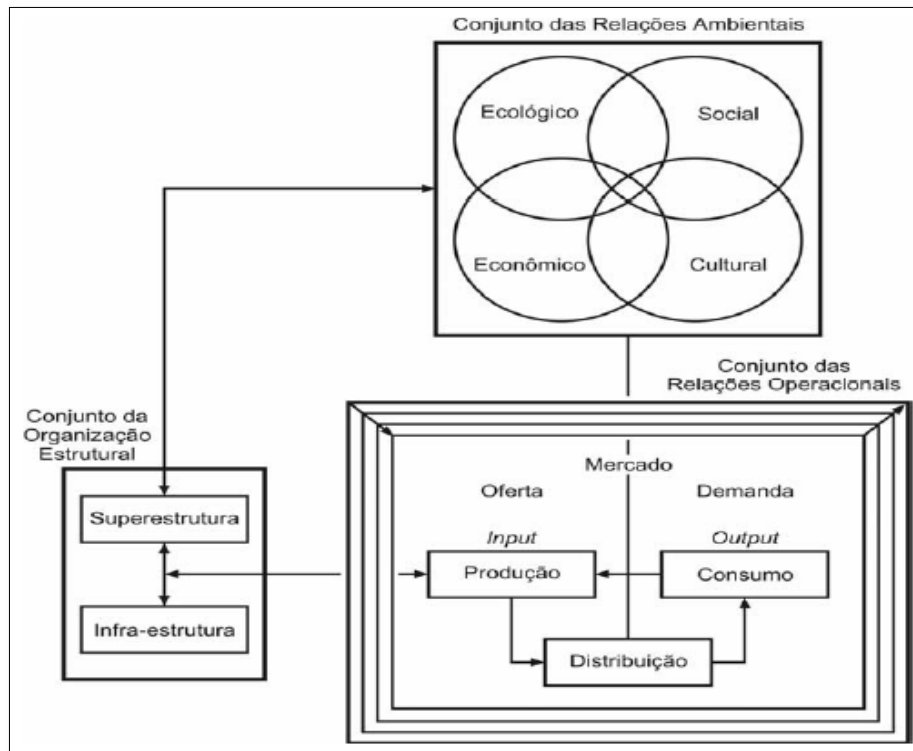 Conjunto das Relações Ambientais
Ecológico
Social
Econômico
Cultural
Conjunto das
Relações Operacionais
Conjunto da
Organização
Estrutural
Superestrutura
Infra-estrutura
Mercado
Oferta
Demanda
Input
Output
Produção
Consumo
Distribuição